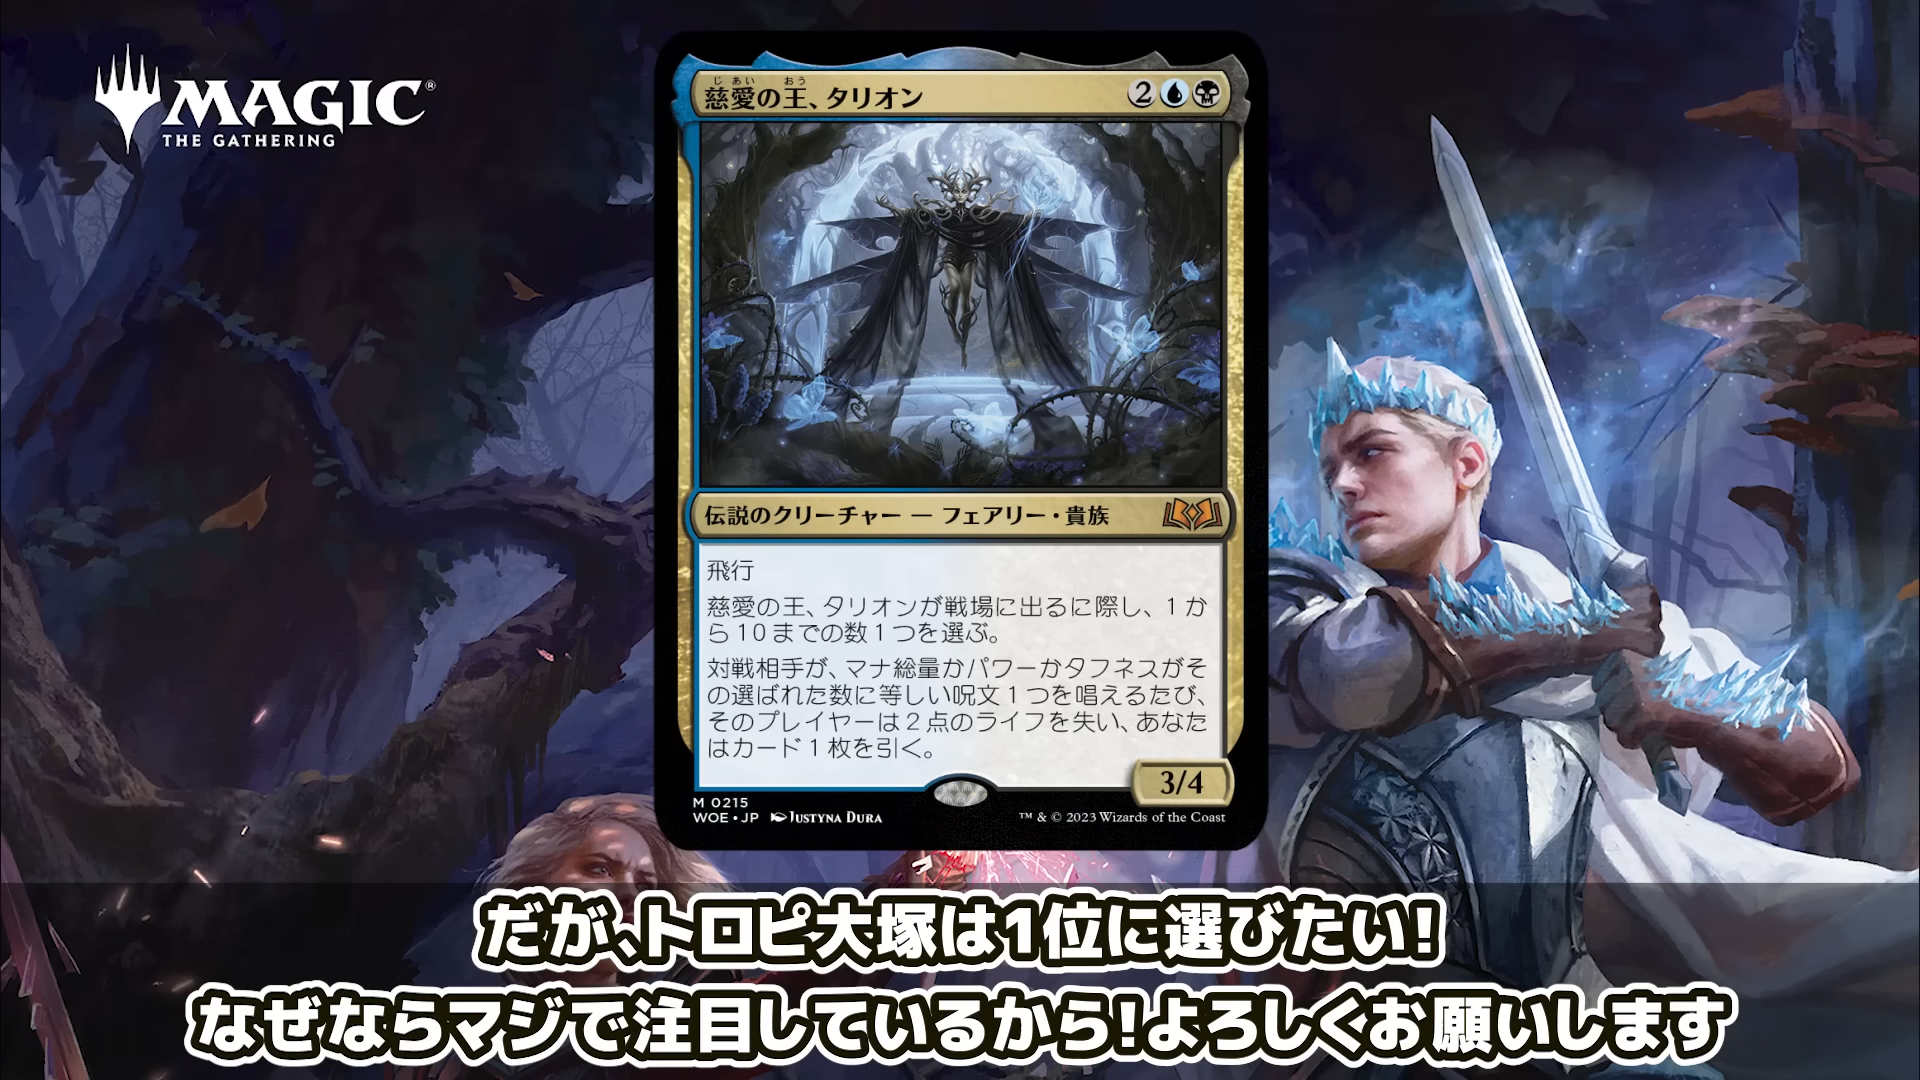 MAGIC®
THE GATHERING
じあい おう
慈愛の王、タリオン
2
伝説のクリーチャー — フェアリー・貴族
飛行
慈愛の王、タリオンが戦場に出るに際し、1か
ら10までの数1つを選ぶ。
対戦相手が、マナ総量かパワーかタフネスがそ
の選ばれた数に等しい呪文1つを唱えるたび、
そのプレイヤーは2点のライフを失い、あなた
はカード1枚を引く。
3/4
M 0215
WOE • JP JUSTYNA DURA
™ & © 2023 Wizards of the Coast
だが、トロピ大塚は1位に選びたい!
なぜならマジで注目しているから!よろしくお願いします